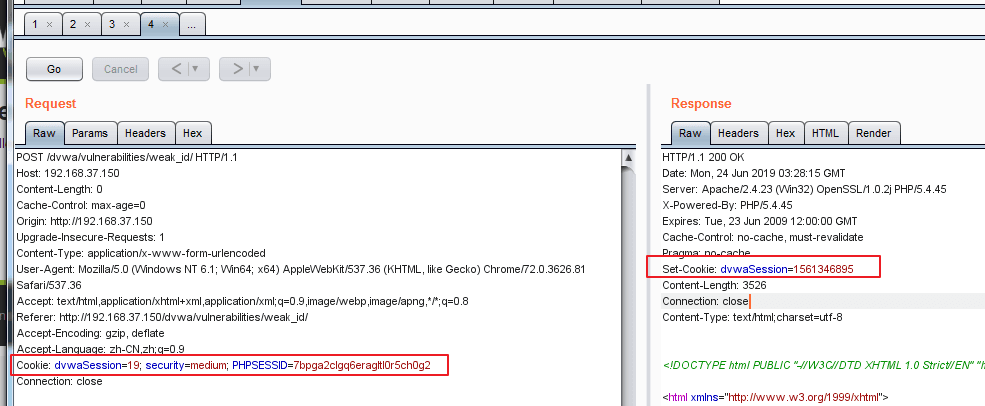 1 × 2 × 3 × 4 × ...
Go Cancel < > 
Request
Raw Params Headers Hex
POST /dvwa/vulnerabilities/weak_id/ HTTP/1.1
Host: 192.168.37.150
Content-Length: 0
Cache-Control: max-age=0
Origin: http://192.168.37.150
Upgrade-Insecure-Requests: 1
Content-Type: application/x-www-form-urlencoded
User-Agent: Mozilla/5.0 (Windows NT 6.1; Win64; x64) AppleWebKit/537.36 (KHTML, like Gecko) Chrome/72.0.3626.81
Safari/537.36
Accept: text/html,application/xhtml+xml,application/xml;q=0.9,image/webp,image/apng,*/*;q=0.8
Referer: http://192.168.37.150/dvwa/vulnerabilities/weak_id/
Accept-Encoding: gzip, deflate
Accept-Language: zh-CN,zh;q=0.9
Cookie: dvwaSession=19; security=medium; PHPSESSID=7bpga2clgq6eragltl0r5ch0g2
Connection: close
Response
Raw Headers Hex HTML Render
HTTP/1.1 200 OK
Date: Mon, 24 Jun 2019 03:28:15 GMT
Server: Apache/2.4.23 (Win32) OpenSSL/1.0.2j PHP/5.4.45
X-Powered-By: PHP/5.4.45
Expires: Tue, 23 Jun 2009 12:00:00 GMT
Cache-Control: no-cache, must-revalidate
Pragma: no-cache
Set-Cookie: dvwaSession=1561346895
Content-Length: 3526
Connection: close
Content-Type: text/html;charset=utf-8
<!DOCTYPE html PUBLIC "-//W3C//DTD XHTML 1.0 Strict//EN" "h
<html xmlns="http://www.w3.org/1999/xhtml">